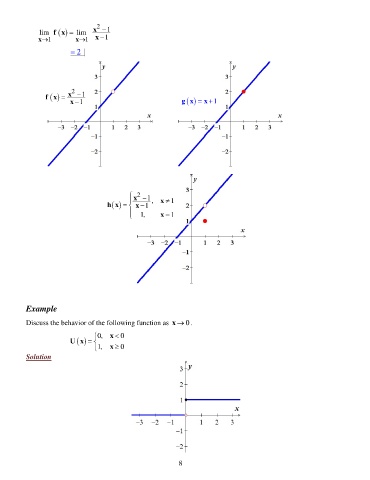 lim f(x) = lim (x² − 1)/(x − 1)
x→1 x→1
= 2
y
3
2
1
f(x) = (x² − 1)/(x − 1)
x
−3 −2 −1 1 2 3
−1
−2
y
3
2
1
g(x) = x + 1
x
−3 −2 −1 1 2 3
−1
−2
y
3
2
1
h(x) = { (x² − 1)/(x − 1), x ≠ 1
1, x = 1
x
−3 −2 −1 1 2 3
−1
−2
Example
Discuss the behavior of the following function as x → 0.
U(x) = { 0, x < 0
1, x ≥ 0
Solution
y
3
2
1
x
−3 −2 −1 1 2 3
−1
−2
8